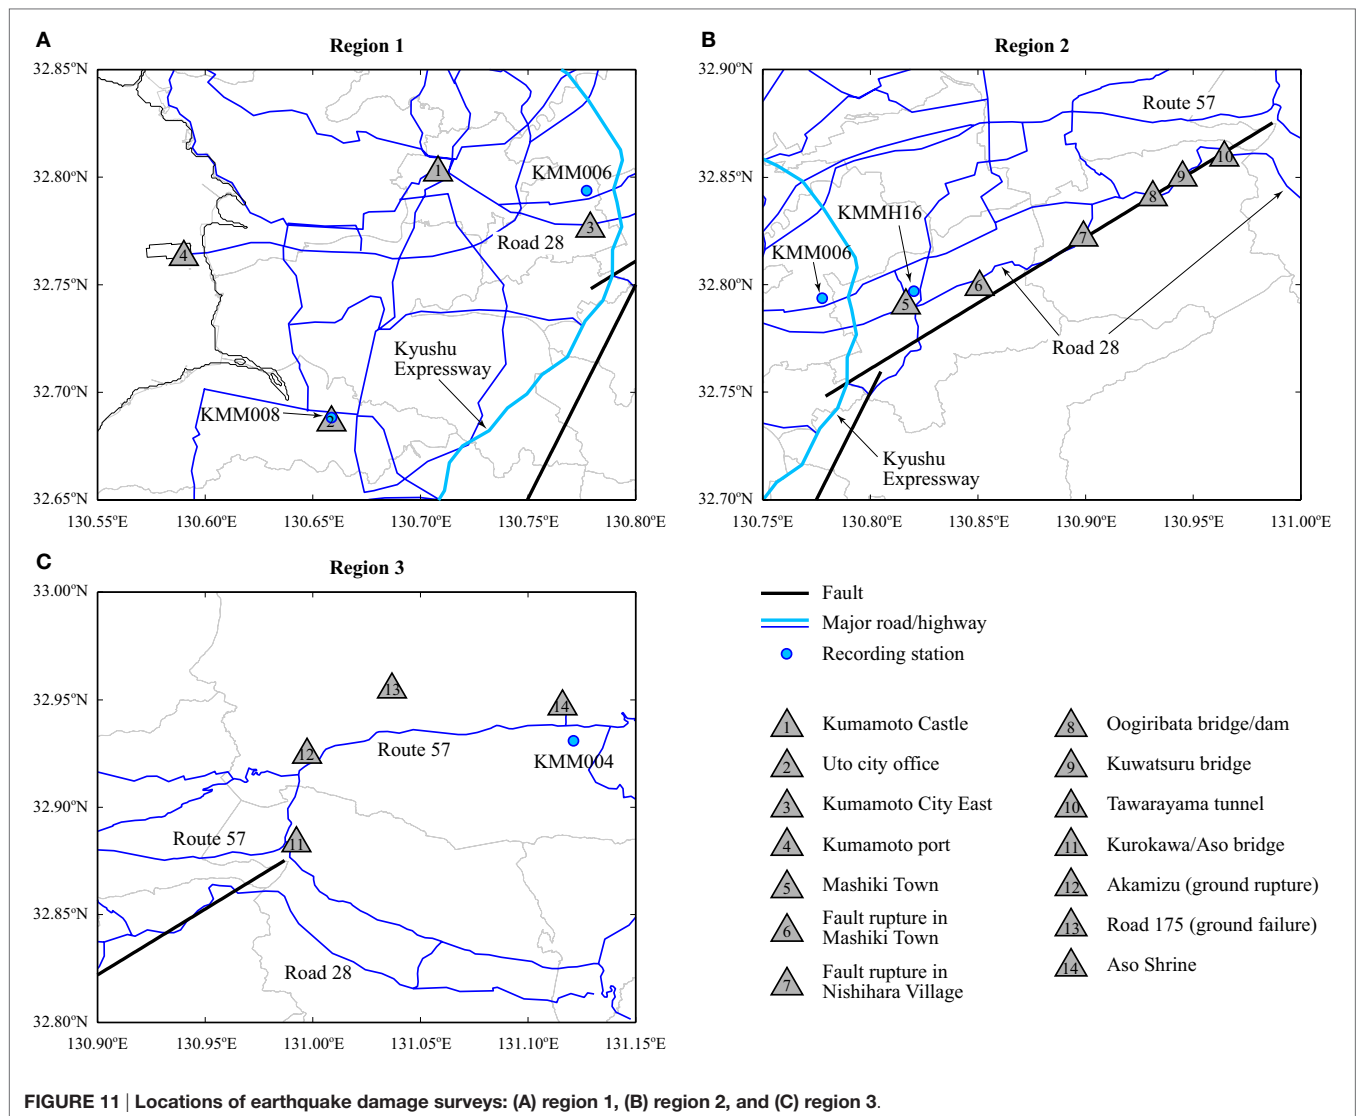 A
Region 1
32.85°N
32.80°N
32.75°N
32.70°N
32.65°N
130.55°E
130.60°E
130.65°E
130.70°E
130.75°E
130.80°E
1
KMM006
3
Road 28
4
Kyushu
Expressway
KMM008
2
B
Region 2
32.90°N
32.85°N
32.80°N
32.75°N
32.70°N
130.75°E
130.80°E
130.85°E
130.90°E
130.95°E
131.00°E
Route 57
10
9
8
KMMH16
7
KMM006
6
5
Road 28
Kyushu
Expressway
C
Region 3
33.00°N
32.95°N
32.90°N
32.85°N
32.80°N
130.90°E
130.95°E
131.00°E
131.05°E
131.10°E
131.15°E
13
14
12
Route 57
KMM004
Route 57
11
Road 28
Fault
Major road/highway
Recording station
1 Kumamoto Castle
2 Uto city office
3 Kumamoto City East
4 Kumamoto port
5 Mashiki Town
6 Fault rupture in
Mashiki Town
7 Fault rupture in
Nishihara Village
8 Oogiribata bridge/dam
9 Kuwatsuru bridge
10 Tawarayama tunnel
11 Kurokawa/Aso bridge
12 Akamizu (ground rupture)
13 Road 175 (ground failure)
14 Aso Shrine
FIGURE 11 | Locations of earthquake damage surveys: (A) region 1, (B) region 2, and (C) region 3.